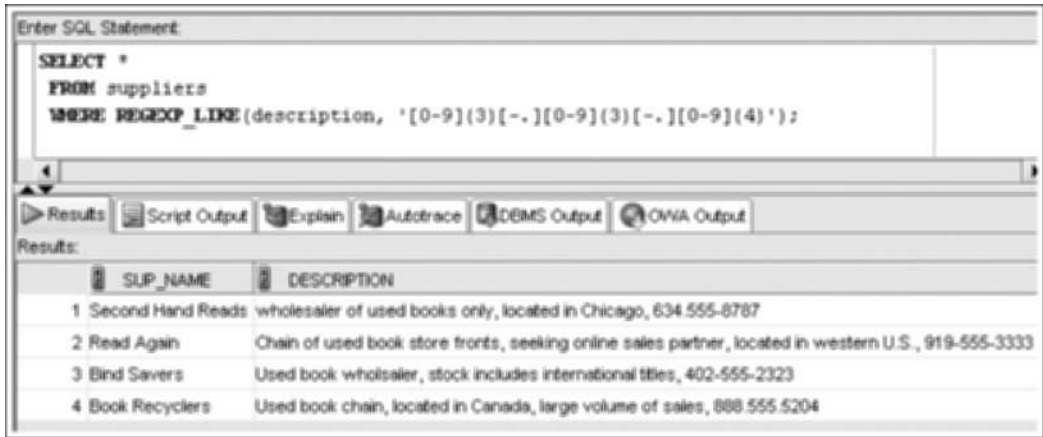 Enter SQL Statement:
SELECT *
FROM suppliers
WHERE REGEXP_LIKE(description, '[0-9]{3}[-.][0-9]{3}[-.][0-9]{4}');
Results Script Output Explain Autotrace DBMS Output OWA Output
Results:
SUP_NAME DESCRIPTION
1 Second Hand Reads wholesaler of used books only, located in Chicago, 634.555-8787
2 Read Again Chain of used book store fronts, seeking online sales partner, located in western U.S., 919-555-3333
3 Bind Savers Used book wholsaler, stock includes international titles, 402-555-2323
4 Book Recyclers Used book chain, located in Canada, large volume of sales, 888.555.5204